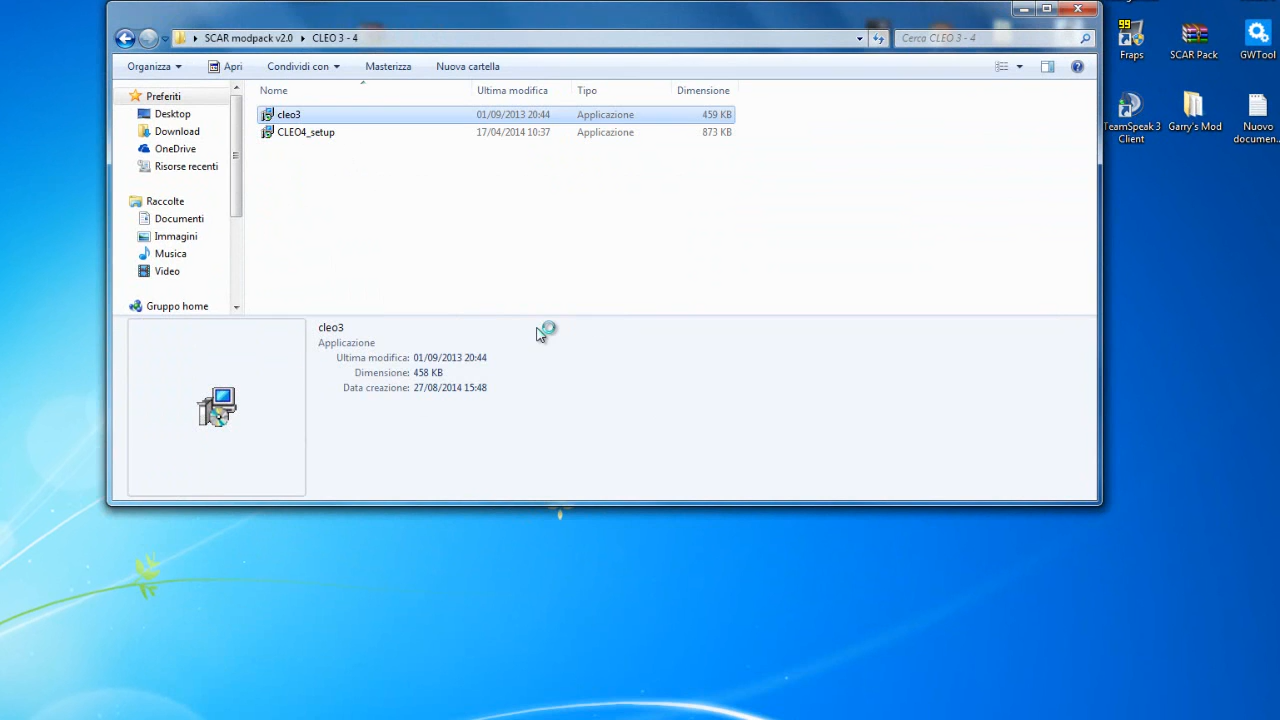 SCAR modpack v2.0 CLEO 3 - 4
Cerca CLEO 3 - 4
Organizza Apri Condividi con Masterizza Nuova cartella
Nome Ultima modifica Tipo Dimensione
cleo3 01/09/2013 20:44 Applicazione 459 KB
CLEO4_setup 17/04/2014 10:37 Applicazione 873 KB
Preferiti
Desktop
Download
OneDrive
Risorse recenti
Raccolte
Documenti
Immagini
Musica
Video
Gruppo home
cleo3
Applicazione
Ultima modifica: 01/09/2013 20:44
Dimensione: 458 KB
Data creazione: 27/08/2014 15:48
99
Fraps
SCAR Pack
GWTool
TeamSpeak 3
Client
Garry's Mod
Nuovo
documen...